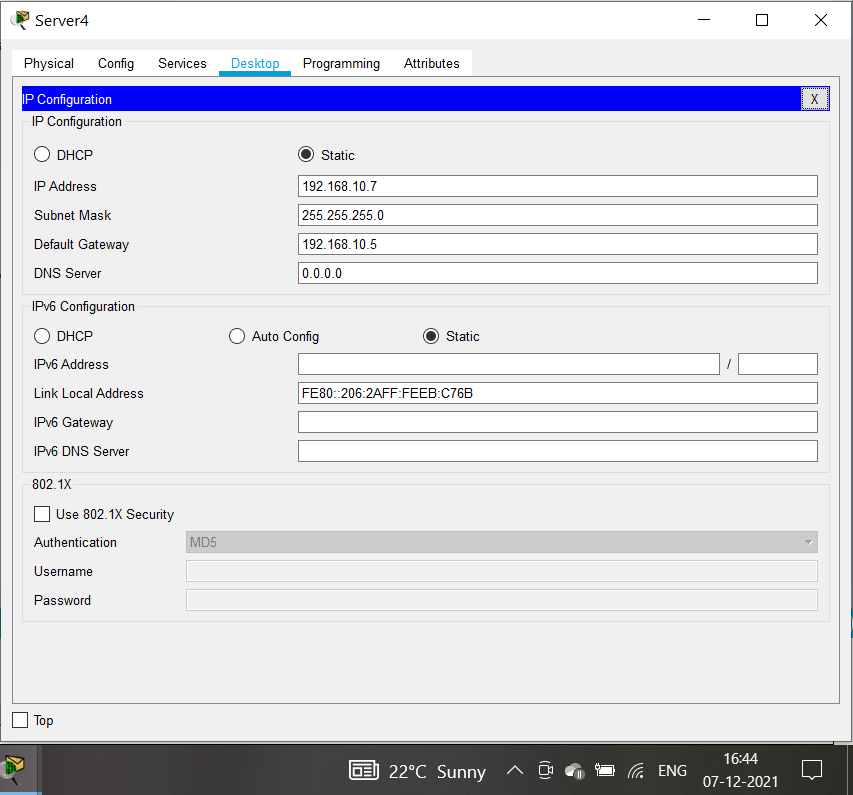 Server4
Physical Config Services Desktop Programming Attributes
IP Configuration X
IP Configuration
DHCP Static
IP Address 192.168.10.7
Subnet Mask 255.255.255.0
Default Gateway 192.168.10.5
DNS Server 0.0.0.0
IPv6 Configuration
DHCP Auto Config Static
IPv6 Address /
Link Local Address FE80::206:2AFF:FEEB:C76B
IPv6 Gateway
IPv6 DNS Server
802.1X
Use 802.1X Security
Authentication MD5
Username
Password
Top
22°C Sunny ENG 16:44
07-12-2021